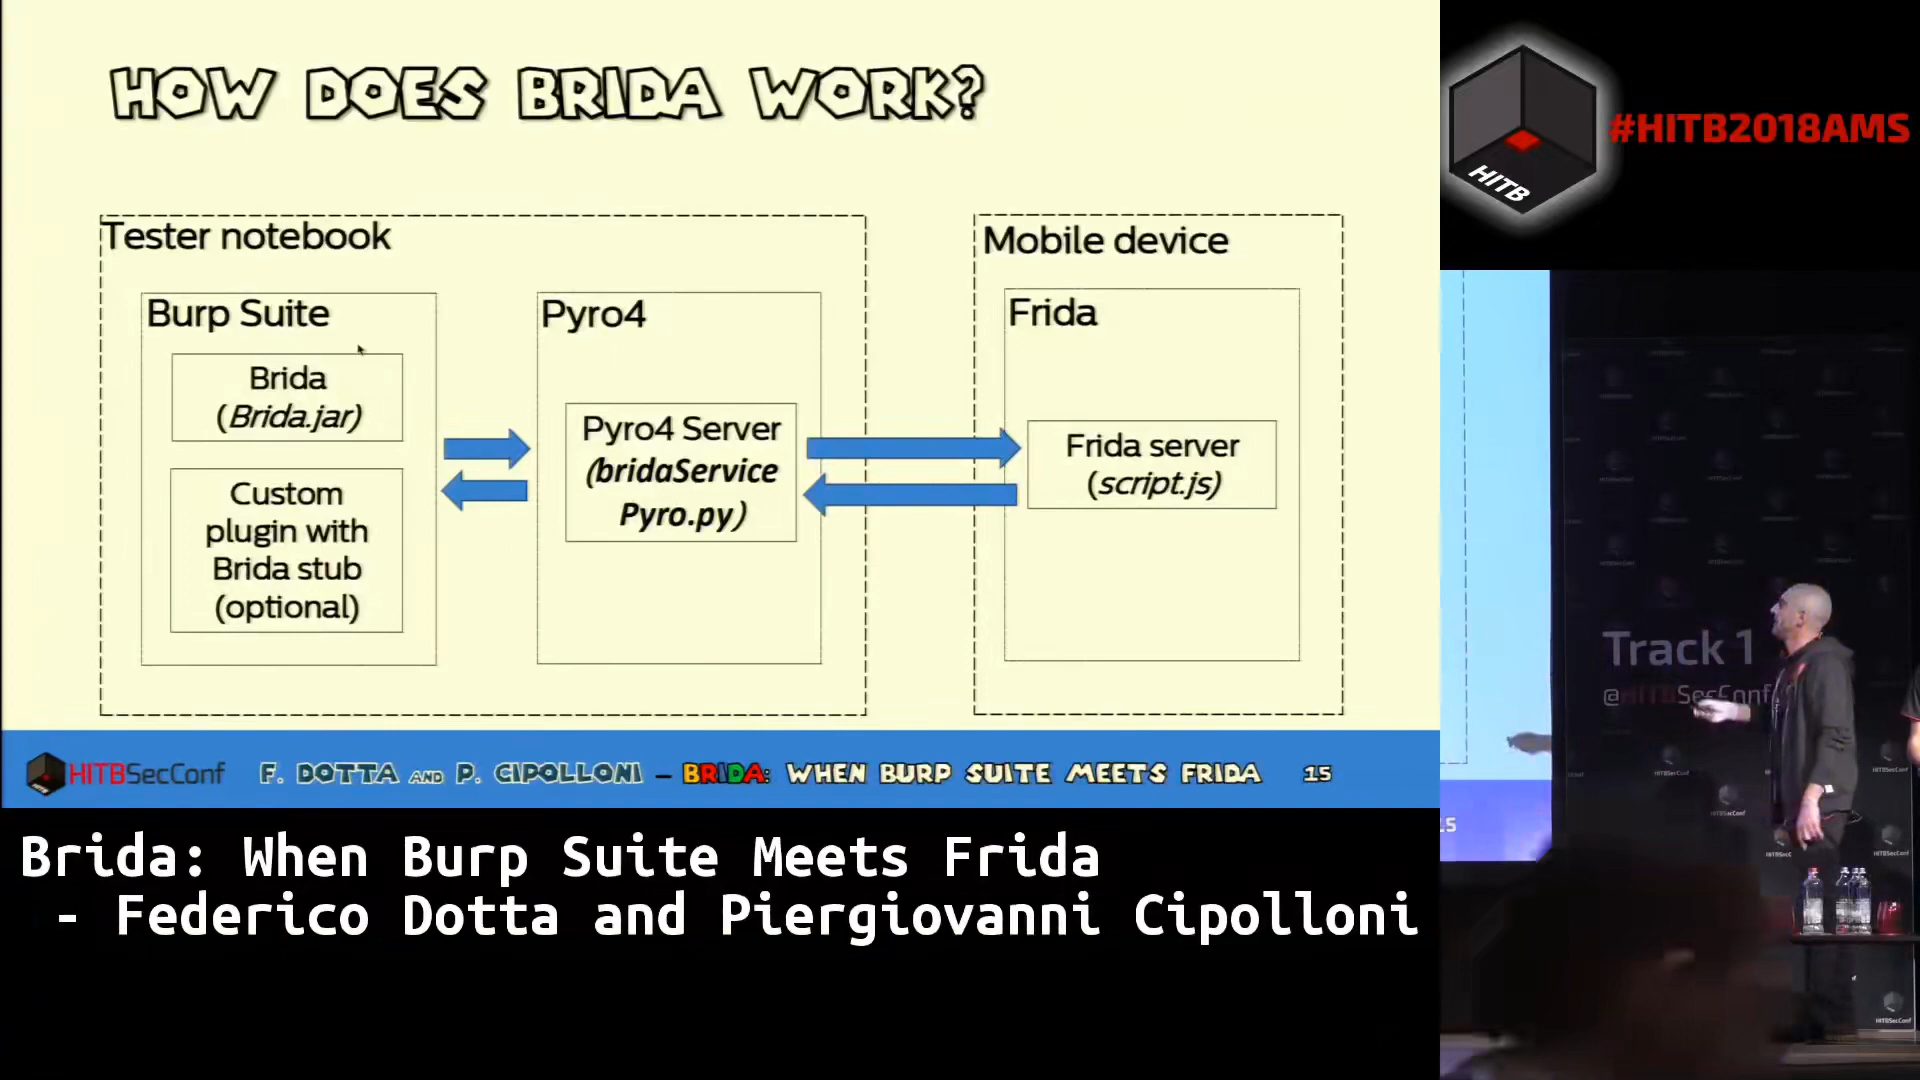 HOW DOES BRIDA WORK?
Tester notebook
Burp Suite
Brida
(Brida.jar)
Custom
plugin with
Brida stub
(optional)
Pyro4
Pyro4 Server
(bridaService
Pyro.py)
Mobile device
Frida
Frida server
(script.js)
HITBSecConf
F. DOTTA AND P. CIPOLLONI – BRIDA: WHEN BURP SUITE MEETS FRIDA 15
Brida: When Burp Suite Meets Frida
- Federico Dotta and Piergiovanni Cipolloni
HITB
#HITB2018AMS
Track 1
@HITBSecConf